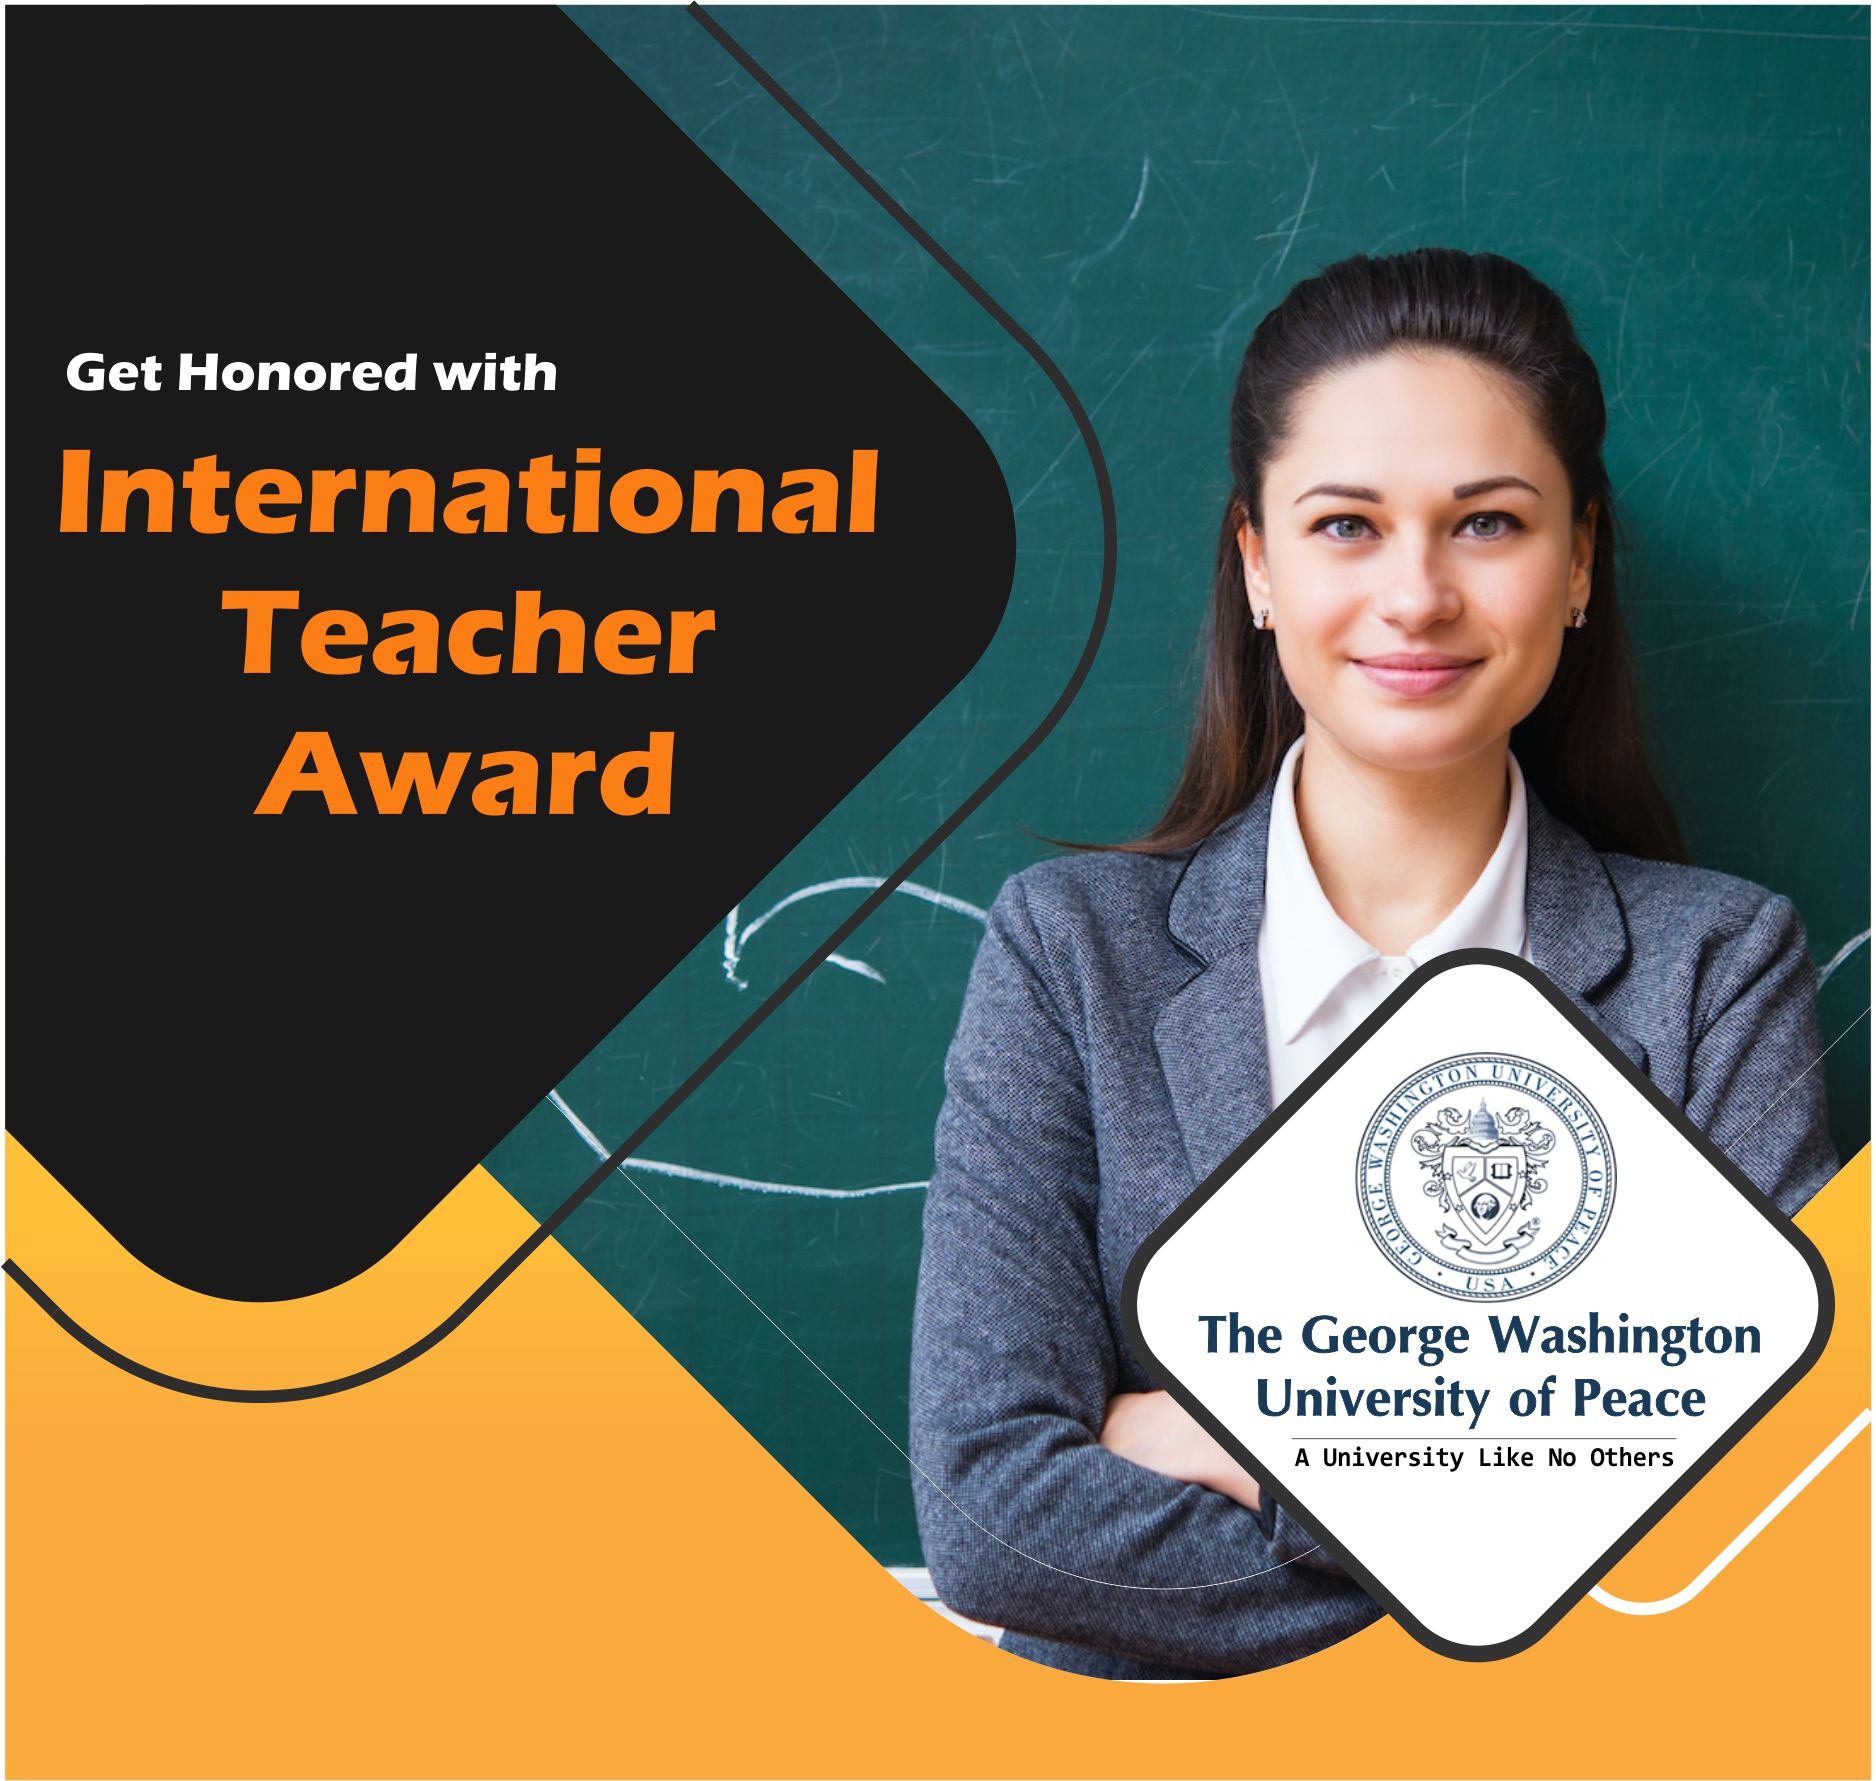 Get Honored with
International
Teacher
Award
GEORGE WASHINGTON UNIVERSITY OF PEACE
• USA •
The George Washington
University of Peace
A University Like No Others